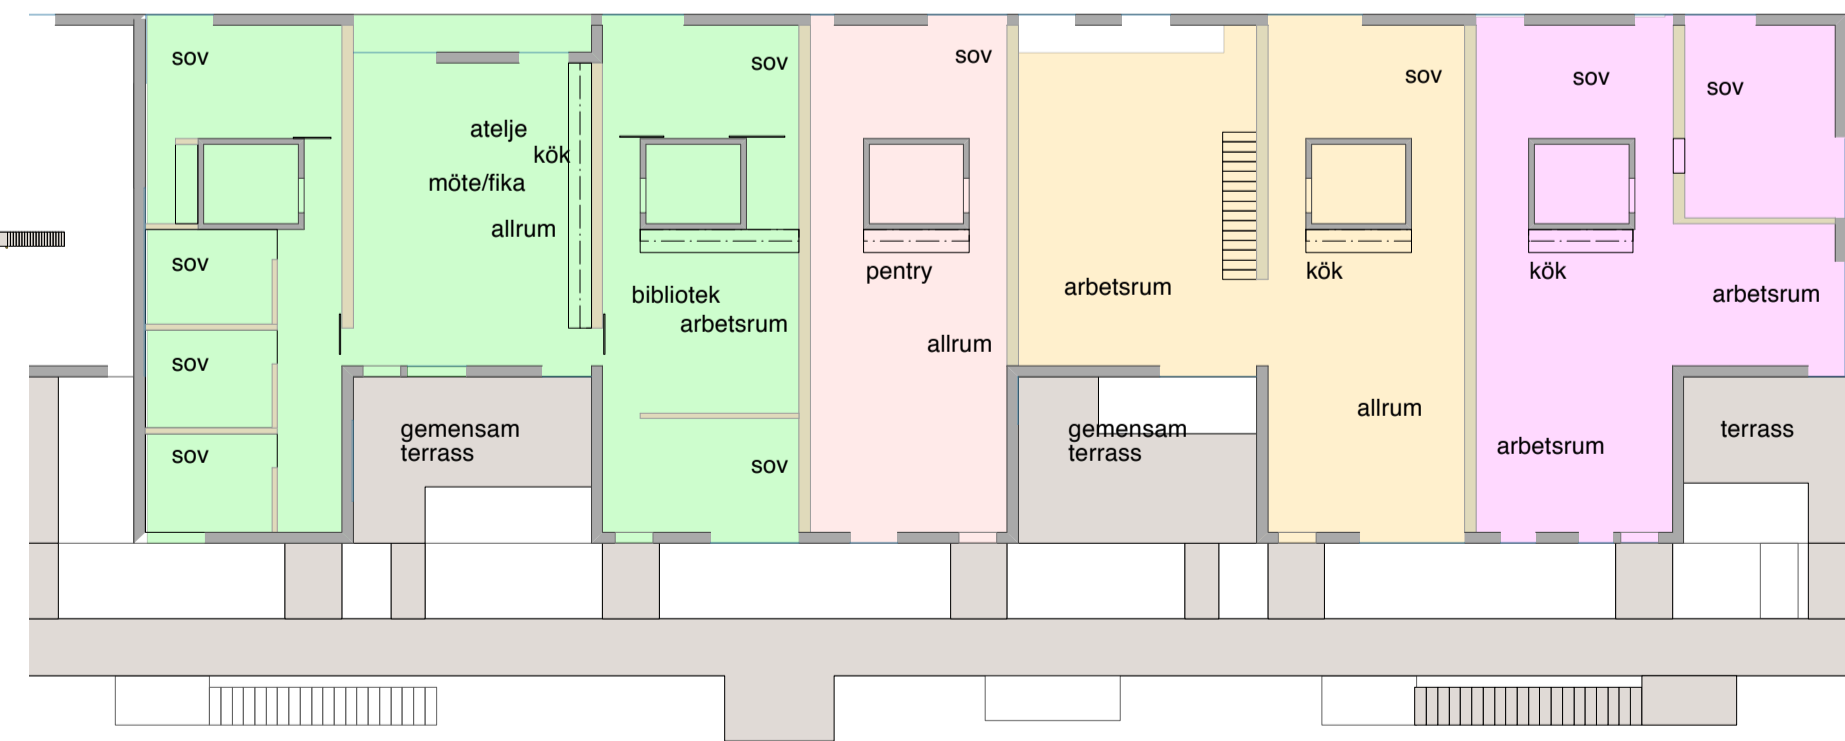 sov
atelje
kök
möte/fika
allrum
sov
sov
sov
gemensam
terrass
sov
bibliotek
arbetsrum
sov
sov
pentry
allrum
arbetsrum
gemensam
terrass
sov
kök
allrum
sov
kök
arbetsrum
sov
arbetsrum
terrass